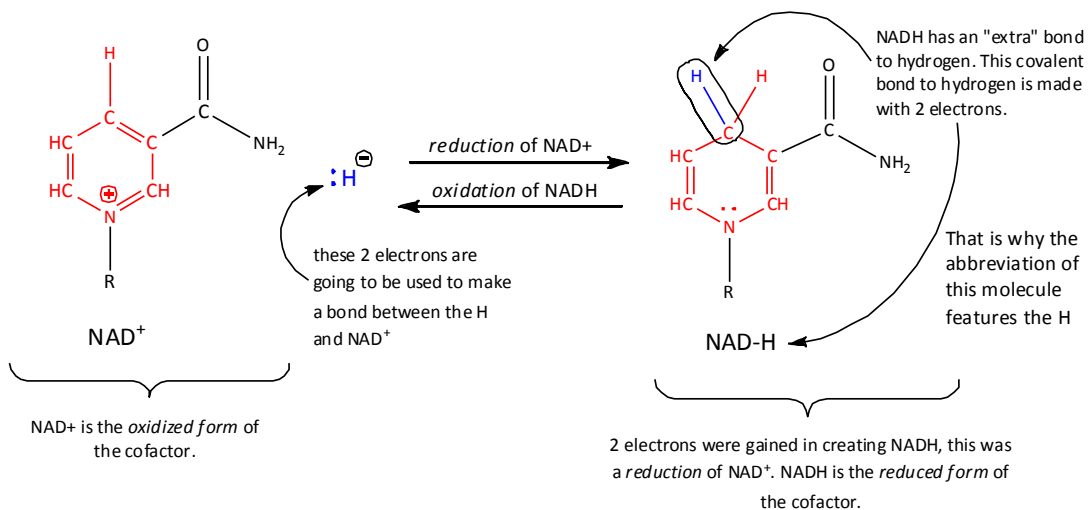 H
O
C
C
HC
C
NH2
HC
CH
⊕
N
R
NAD+
NAD+ is the oxidized form of
the cofactor.
:H ⊖
reduction of NAD+
oxidation of NADH
these 2 electrons are
going to be used to make
a bond between the H
and NAD+
H
H
O
C
C
HC
C
NH2
HC
CH
N
R
NAD-H
NADH has an "extra" bond
to hydrogen. This covalent
bond to hydrogen is made
with 2 electrons.
That is why the
abbreviation of
this molecule
features the H
2 electrons were gained in creating NADH, this was
a reduction of NAD+. NADH is the reduced form of
the cofactor.